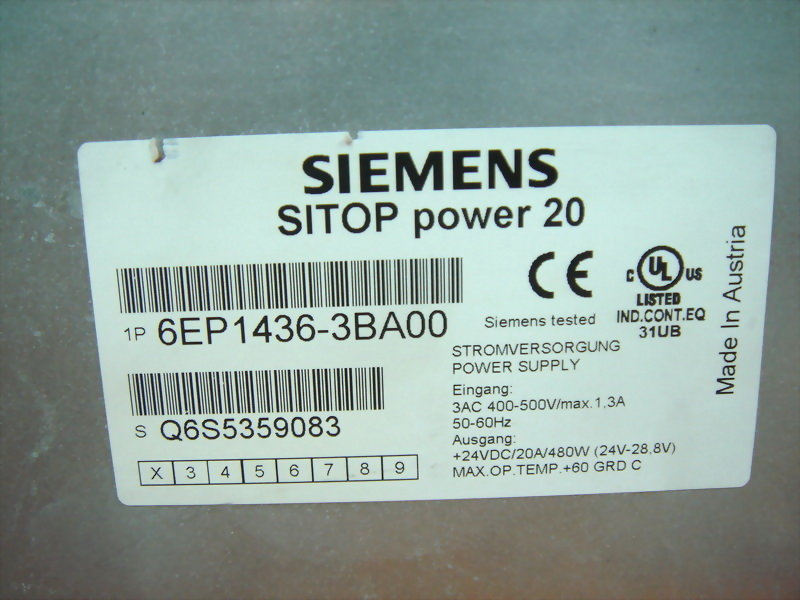 SIEMENS
SITOP power 20
1P 6EP1436-3BA00
S Q6S5359083
X 3 4 5 6 7 8 9
CE
Siemens tested
C UL US
LISTED
IND.CONT.EQ
31UB
STROMVERSORGUNG
POWER SUPPLY
Eingang:
3AC 400-500V/max.1,3A
50-60Hz
Ausgang:
+24VDC/20A/480W (24V-28,8V)
MAX.OP.TEMP.+60 GRD C
Made In Austria